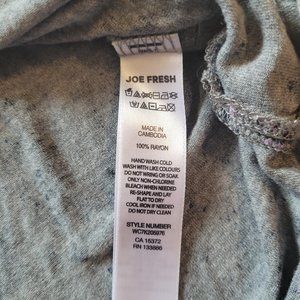 JOE FRESH
MADE IN
CAMBODIA
100% RAYON
HAND WASH COLD
WASH WITH LIKE COLOURS
DO NOT WRING OR SOAK
ONLY NON-CHLORINE
BLEACH WHEN NEEDED
RE-SHAPE AND LAY
FLAT TO DRY
COOL IRON IF NEEDED
DO NOT DRY CLEAN
STYLE NUMBER
WC7K205976
CA 15372
RN 133886